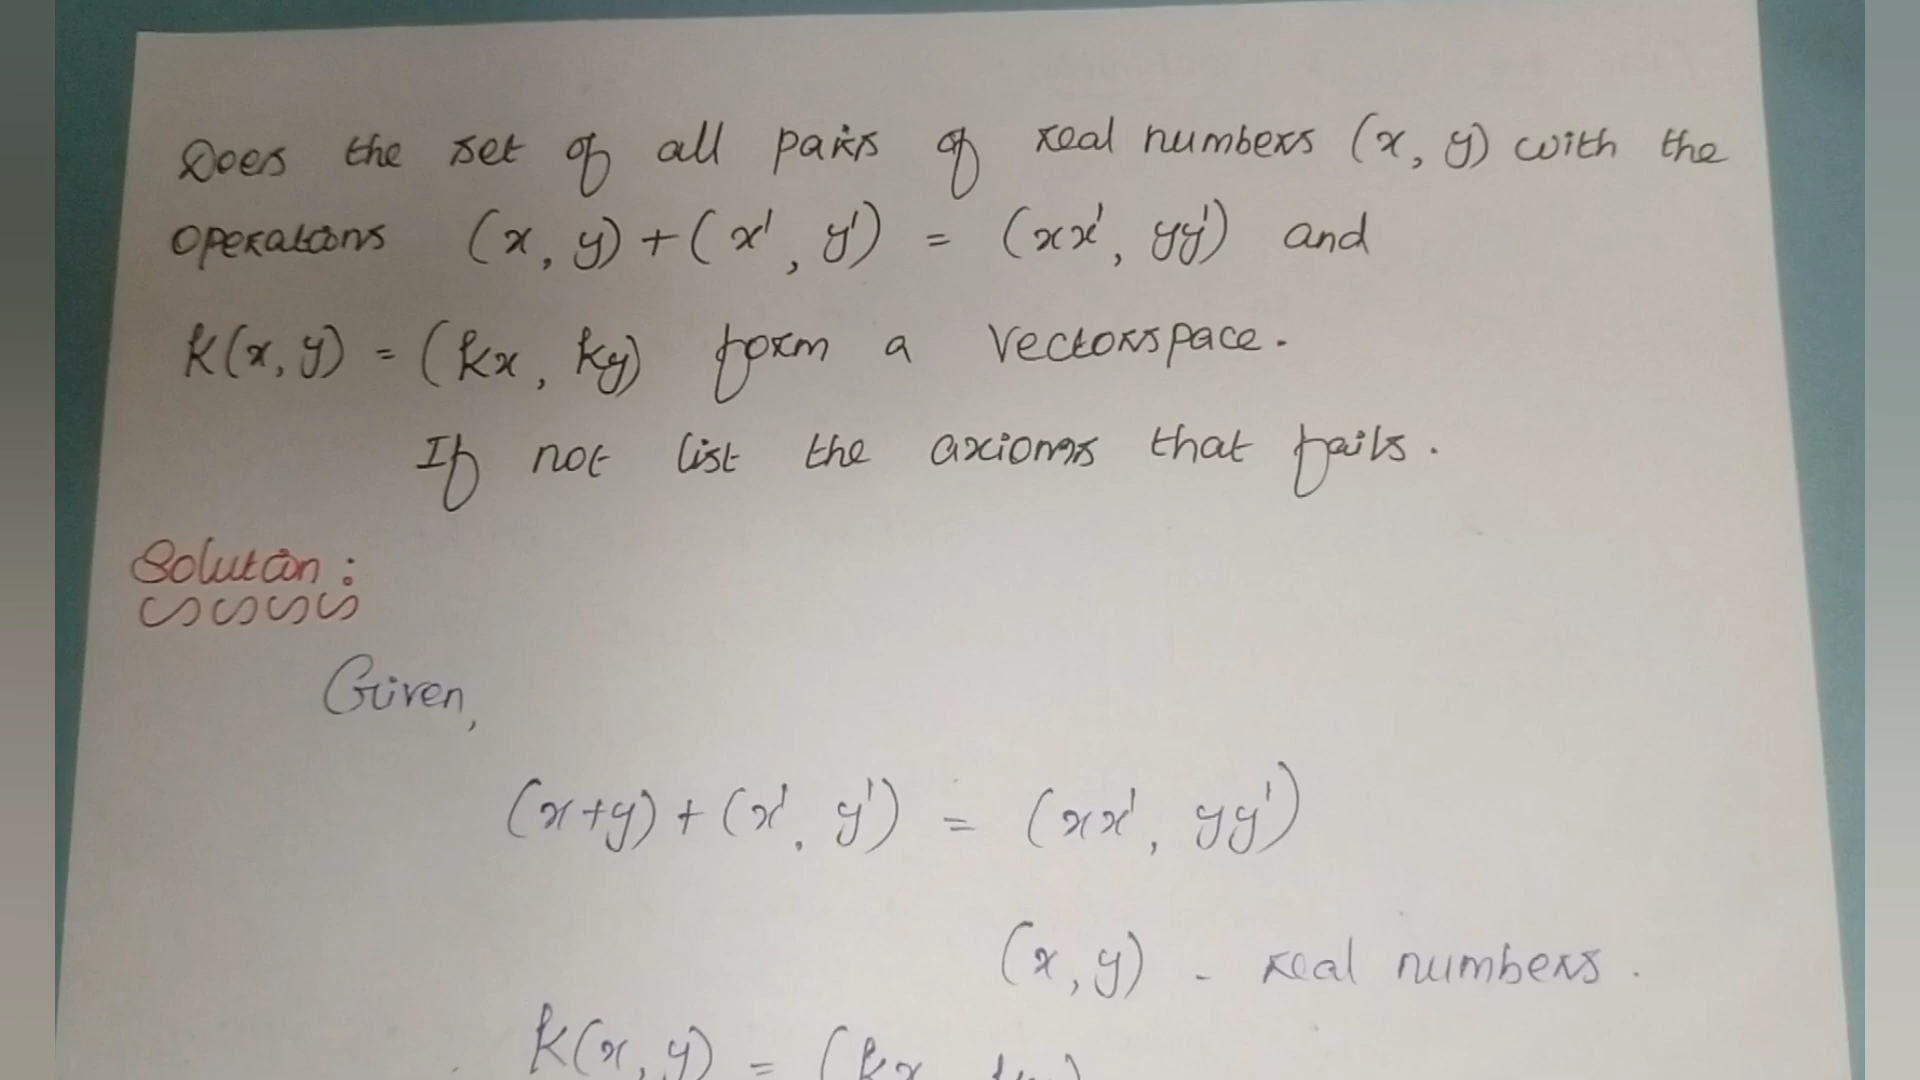 Does the set of all pairs of real numbers (x, y) with the
operations (x, y) + (x', y') = (xx', yy') and
k(x, y) = (kx, ky) form a vectorspace.
If not list the axioms that fails.
Solution:
Given,
(x+y) + (x', y') = (xx', yy')
(x, y) - real numbers.
k(x, y) = (kx